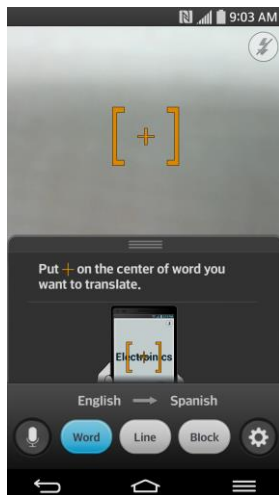 9:03 AM
Put + on the center of word you
want to translate.
Electronics
English → Spanish
Word Line Block